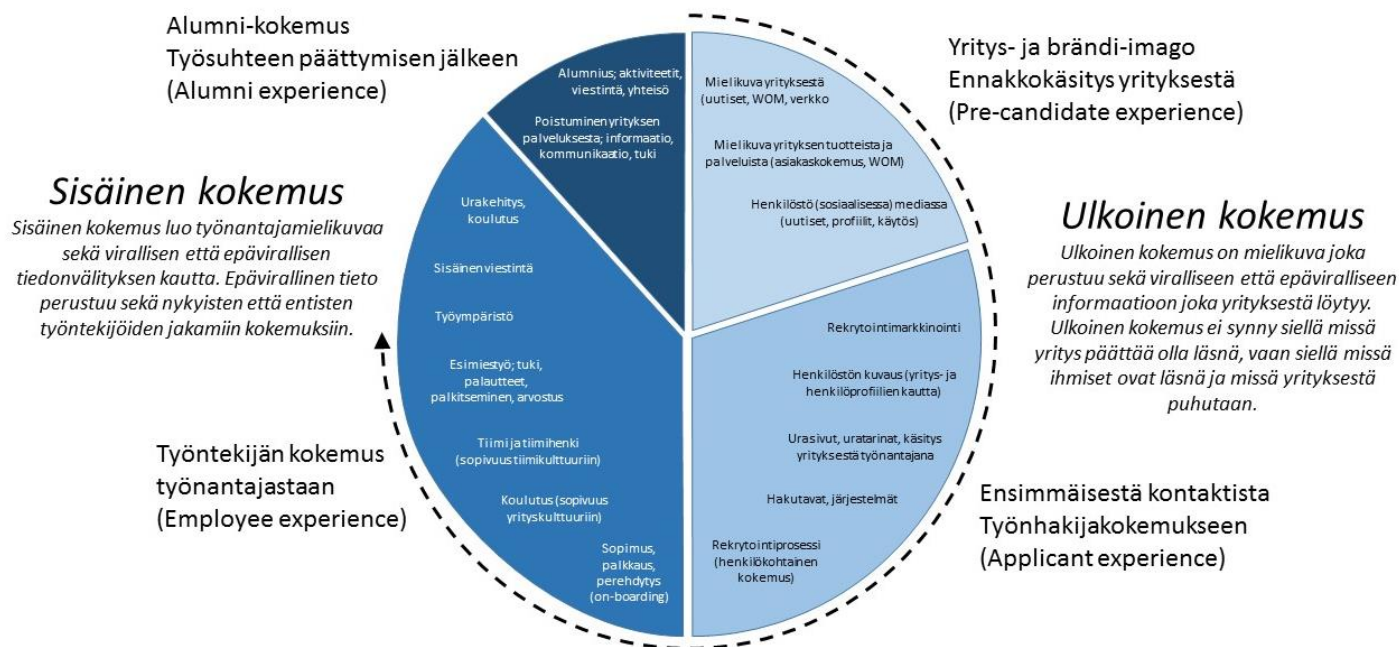 Alumni-kokemus
Työsuhteen päättymisen jälkeen
(Alumni experience)
Yritys- ja brändi-imago
Ennakkokäsitys yrityksestä
(Pre-candidate experience)
Alumnius; aktiviteetit,
viestintä, yhteisö
Poistuminen yrityksen
palveluksesta; informaatio,
kommunikaatio, tuki
Mielikuva yrityksestä
(uutiset, WOM, verkko
Mielikuva yrityksen tuotteista ja
palveluista (asiakaskokemus, WOM)
Henkilöstö (sosiaalisessa) mediassa
(uutiset, profiilit, käytös)
Sisäinen kokemus
Sisäinen kokemus luo työnantajamielikuvaa
sekä virallisen että epävirallisen
tiedonvälityksen kautta. Epävirallinen tieto
perustuu sekä nykyisten että entisten
työntekijöiden jakamiin kokemuksiin.
Urakehitys,
koulutus
Sisäinen viestintä
Työympäristö
Esimiestyö; tuki,
palautteet,
palkitseminen, arvostus
Tiimi ja tiimihenki
(sopivuus tiimikulttuuriin)
Koulutus (sopivuus
yrityskulttuuriin)
Sopimus,
palkkaus,
perehdytys
(on-boarding)
Ulkoinen kokemus
Ulkoinen kokemus on mielikuva joka
perustuu sekä viralliseen että epäviralliseen
informaatioon joka yrityksestä löytyy.
Ulkoinen kokemus ei synny siellä missä
yritys päättää olla läsnä, vaan siellä missä
ihmiset ovat läsnä ja missä yrityksestä
puhutaan.
Rekrytointimarkkinointi
Henkilöstön kuvaus (yritys- ja
henkilöprofiilien kautta)
Urasivut, uratarinat, käsitys
yrityksestä työnantajana
Hakutavat, järjestelmät
Rekrytointiprosessi
(henkilökohtainen
kokemus)
Työntekijän kokemus
työnantajastaan
(Employee experience)
Ensimmäisestä kontaktista
Työnhakijakokemukseen
(Applicant experience)